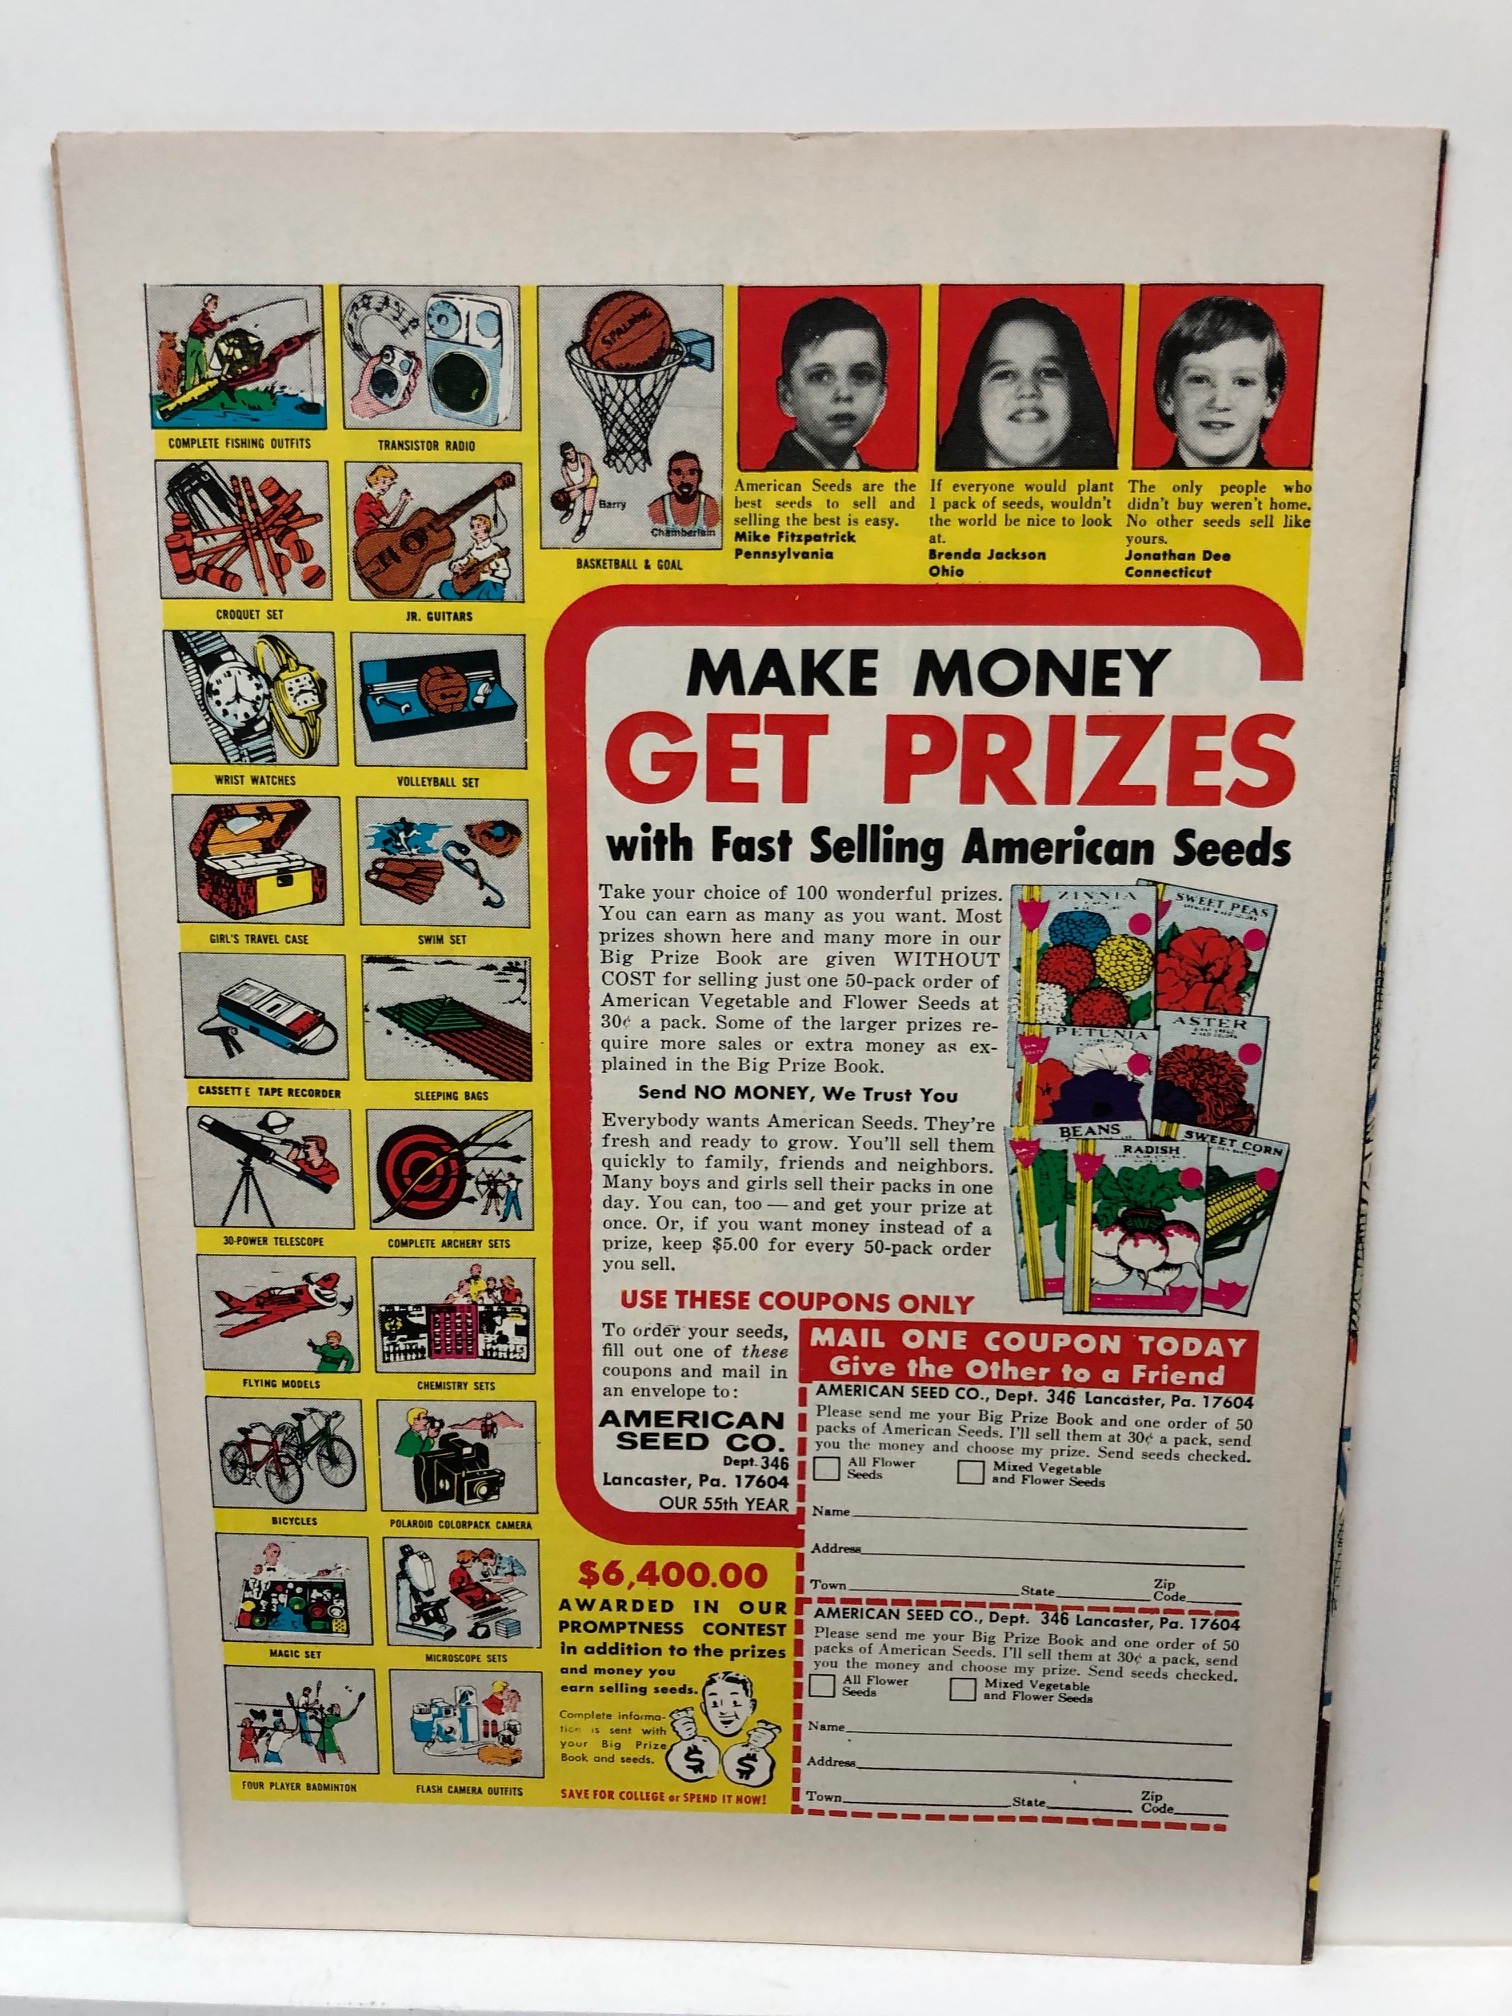 COMPLETE FISHING OUTFITS
TRANSISTOR RADIO
SPALDING
Barry
Chamberlain
BASKETBALL & GOAL
CROQUET SET
JR. GUITARS
WRIST WATCHES
VOLLEYBALL SET
GIRL'S TRAVEL CASE
SWIM SET
CASSETTE TAPE RECORDER
SLEEPING BAGS
30-POWER TELESCOPE
COMPLETE ARCHERY SETS
FLYING MODELS
CHEMISTRY SETS
BICYCLES
POLAROID COLORPACK CAMERA
MAGIC SET
MICROSCOPE SETS
FOUR PLAYER BADMINTON
FLASH CAMERA OUTFITS
American Seeds are the
best seeds to sell and
selling the best is easy.
Mike Fitzpatrick
Pennsylvania
If everyone would plant
1 pack of seeds, wouldn't
the world be nice to look
at.
Brenda Jackson
Ohio
The only people who
didn't buy weren't home.
No other seeds sell like
yours.
Jonathan Dee
Connecticut
MAKE MONEY
GET PRIZES
with Fast Selling American Seeds
Take your choice of 100 wonderful prizes.
You can earn as many as you want. Most
prizes shown here and many more in our
Big Prize Book are given WITHOUT
COST for selling just one 50-pack order of
American Vegetable and Flower Seeds at
30¢ a pack. Some of the larger prizes re-
quire more sales or extra money as ex-
plained in the Big Prize Book.
Send NO MONEY, We Trust You
Everybody wants American Seeds. They're
fresh and ready to grow. You'll sell them
quickly to family, friends and neighbors.
Many boys and girls sell their packs in one
day. You can, too — and get your prize at
once. Or, if you want money instead of a
prize, keep $5.00 for every 50-pack order
you sell.
ZINNIA
SWEET PEAS
PETUNIA
ASTER
BEANS
RADISH
SWEET CORN
USE THESE COUPONS ONLY
To order your seeds,
fill out one of these
coupons and mail in
an envelope to:
AMERICAN
SEED CO.
Dept. 346
Lancaster, Pa. 17604
OUR 55th YEAR
$6,400.00
AWARDED IN OUR
PROMPTNESS CONTEST
in addition to the prizes
and money you
earn selling seeds.
Complete informa-
tion is sent with
your Big Prize
Book and seeds.
$ $
SAVE FOR COLLEGE or SPEND IT NOW!
MAIL ONE COUPON TODAY
Give the Other to a Friend
AMERICAN SEED CO., Dept. 346 Lancaster, Pa. 17604
Please send me your Big Prize Book and one order of 50
packs of American Seeds. I'll sell them at 30¢ a pack, send
you the money and choose my prize. Send seeds checked.
All Flower
Seeds
Mixed Vegetable
and Flower Seeds
Name
Address
Town State Zip
Code
AMERICAN SEED CO., Dept. 346 Lancaster, Pa. 17604
Please send me your Big Prize Book and one order of 50
packs of American Seeds. I'll sell them at 30¢ a pack, send
you the money and choose my prize. Send seeds checked.
All Flower
Seeds
Mixed Vegetable
and Flower Seeds
Name
Address
Town State Zip
Code